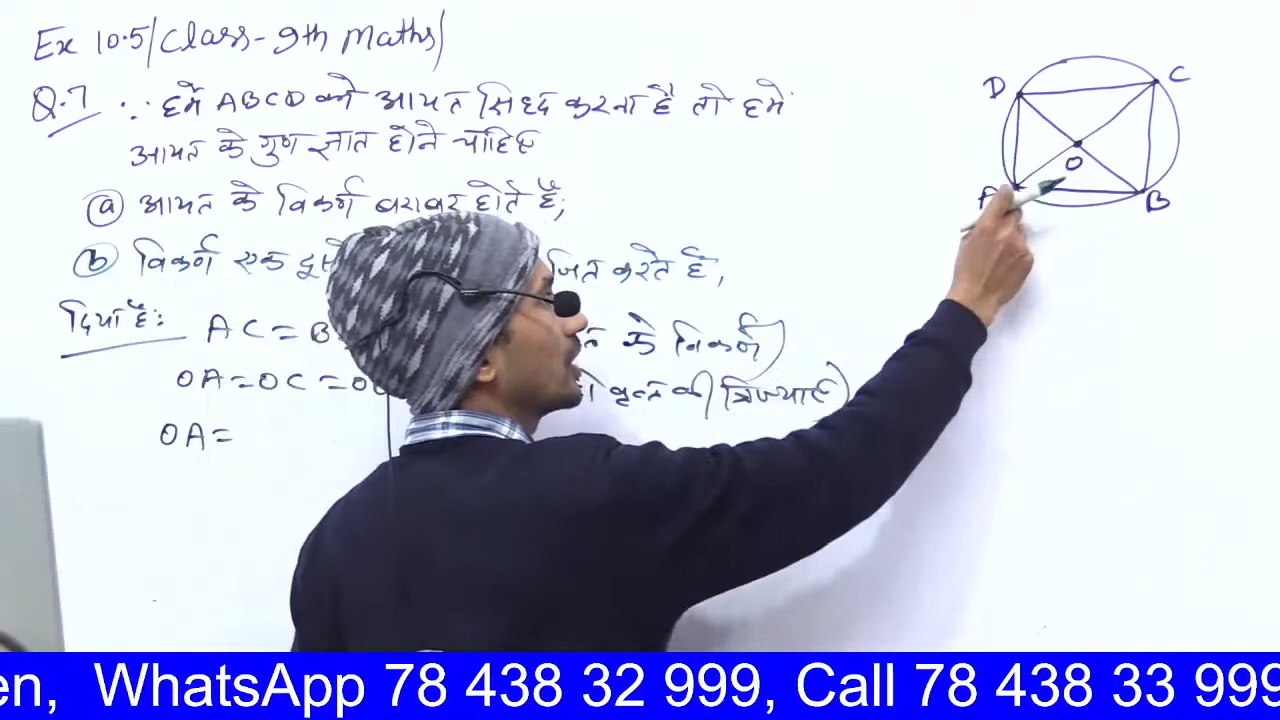 Ex 10.5/(Class-9th Maths)
Q.7 ∵ हमें ABCD को आयत सिद्ध करना है तो हमें
आयत के गुण ज्ञात होने चाहिए
(a) आयत के विकर्ण बराबर होते हैं;
(b) विकर्ण एक दूसरे करते हैं,
दिया है: AC = B के विकर्ण)
OA = OC = O वृत्त की त्रिज्याएँ)
OA =
D C
O
A B
en, WhatsApp 78 438 32 999, Call 78 438 33 999